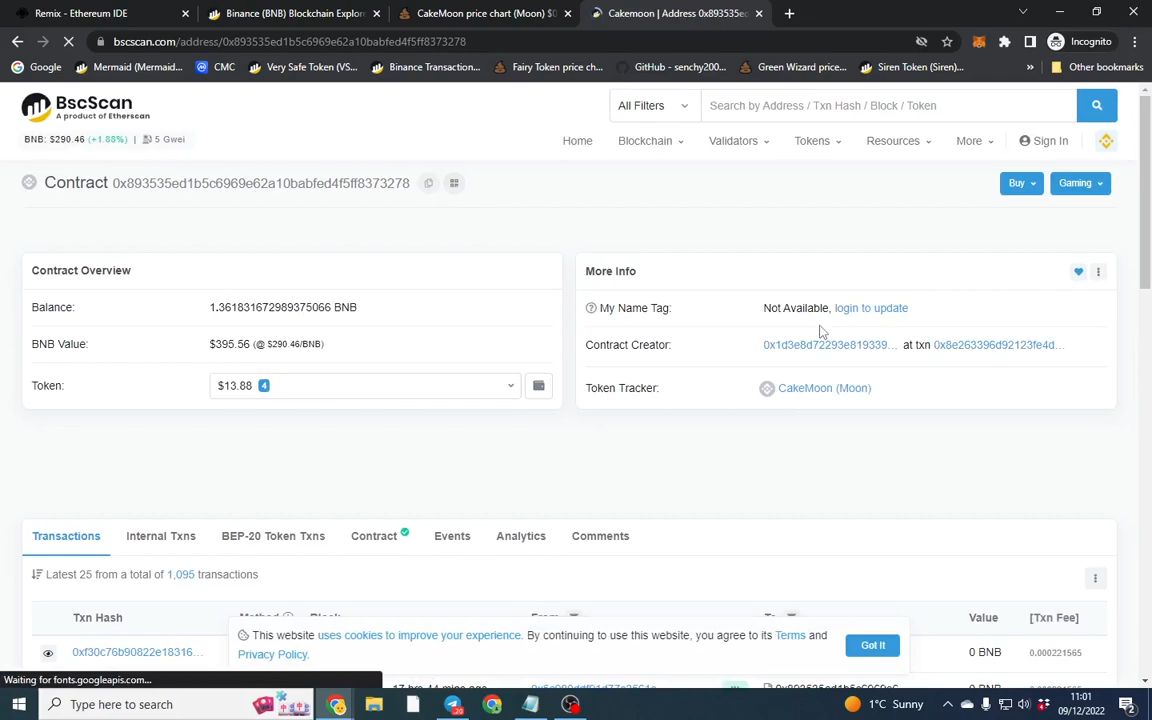 Remix - Ethereum IDE
Binance (BNB) Blockchain Explore
CakeMoon price chart (Moon) $0
Cakemoon | Address 0x893535ed
bscscan.com/address/0x893535ed1b5c6969e62a10babfed4f5ff8373278
Incognito
Google
Mermaid (Mermaid...
CMC
Very Safe Token (VS...
Binance Transaction...
Fairy Token price ch...
GitHub - senchy200...
Green Wizard price...
Siren Token (Siren)...
»
Other bookmarks
BscScan
A product of Etherscan
All Filters
Search by Address / Txn Hash / Block / Token
BNB: $290.46 (+1.88%) | 5 Gwei
Home
Blockchain
Validators
Tokens
Resources
More
Sign In
Contract 0x893535ed1b5c6969e62a10babfed4f5ff8373278
Buy
Gaming
Contract Overview
Balance: 1.361831672989375066 BNB
BNB Value: $395.56 (@ $290.46/BNB)
Token: $13.88 4
More Info
My Name Tag: Not Available, login to update
Contract Creator: 0x1d3e8d72293e819339... at txn 0x8e263396d92123fe4d...
Token Tracker: CakeMoon (Moon)
Transactions
Internal Txns
BEP-20 Token Txns
Contract
Events
Analytics
Comments
Latest 25 from a total of 1,095 transactions
Txn Hash
Value
[Txn Fee]
0xf30c76b90822e18316...
0 BNB
0.000221565
This website uses cookies to improve your experience. By continuing to use this website, you agree to its Terms and
Privacy Policy.
Got It
Waiting for fonts.googleapis.com...
Type here to search
1°C Sunny
11:01
09/12/2022
2